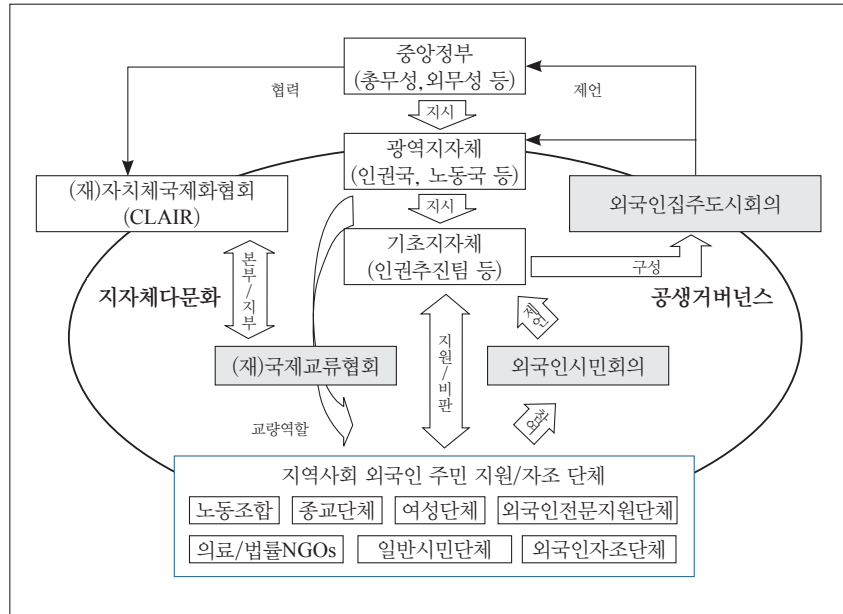 중앙정부
(총무성,외무성 등)
협력
제언
지시
광역지자체
(인권국, 노동국 등)
(재)자치체국제화협회
(CLAIR)
외국인집주도시회의
지시
기초지자체
(인권추진팀 등)
구성
본부/지부
지자체다문화
공생거버넌스
제언
지원/비판
(재)국제교류협회
외국인시민회의
교량역할
지역사회 외국인 주민 지원/자조 단체
노동조합
종교단체
여성단체
외국인전문지원단체
의료/법률NGOs
일반시민단체
외국인자조단체